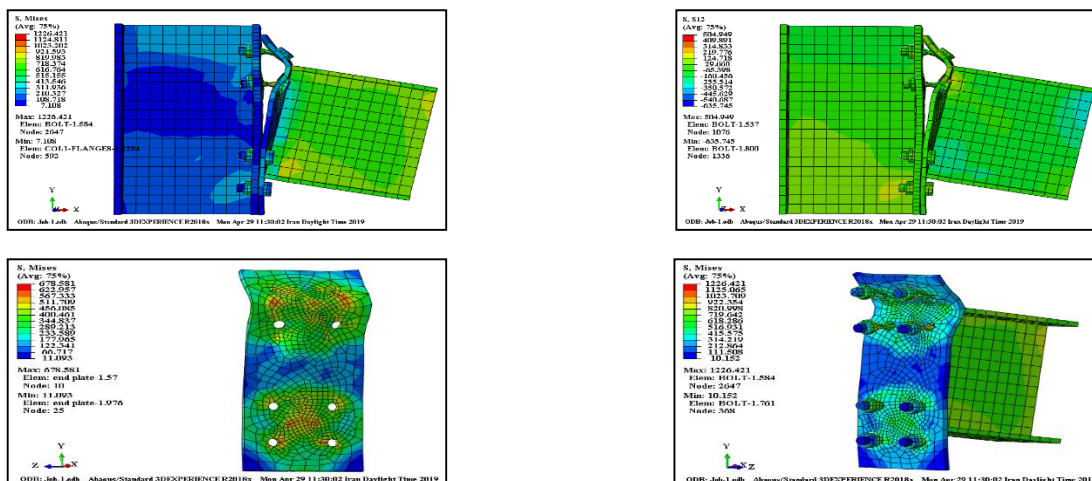 S, Mises
(Avg: 75%)
1226.421
1124.811
1023.202
921.593
819.983
718.374
616.764
515.155
413.546
311.936
210.327
108.718
7.108
Max: 1226.421
Elem: BOLT-1.584
Node: 2647
Min: 7.108
Elem: COL1-FLANGES-
Node: 592
Y
X
ODB: Job-1.odb Abaqus/Standard 3DEXPERIENCE R2018x Mon Apr 29 11:30:02 Iran Daylight Time 2019
S, S12
(Avg: 75%)
504.949
409.891
314.833
219.776
124.718
29.660
-65.398
-160.456
-255.514
-350.572
-445.629
-540.687
-635.745
Max: 504.949
Elem: BOLT-1.537
Node: 1076
Min: -635.745
Elem: BOLT-1.800
Node: 1336
Y
Z X
ODB: Job-1.odb Abaqus/Standard 3DEXPERIENCE R2018x Mon Apr 29 11:30:02 Iran Daylight Time 2019
S, Mises
(Avg: 75%)
678.581
622.957
567.333
511.709
456.085
400.461
344.837
289.213
233.589
177.965
122.341
66.717
11.093
Max: 678.581
Elem: end plate-1.57
Node: 10
Min: 11.093
Elem: end plate-1.976
Node: 25
Y
Z X
ODB: Job-1.odb Abaqus/Standard 3DEXPERIENCE R2018x Mon Apr 29 11:30:02 Iran Daylight Time 2019
S, Mises
(Avg: 75%)
1226.421
1125.065
1023.709
922.354
820.998
719.642
618.286
516.931
415.575
314.219
212.864
111.508
10.152
Max: 1226.421
Elem: BOLT-1.584
Node: 2647
Min: 10.152
Elem: BOLT-1.761
Node: 368
Y
X Z
ODB: Job-1.odb Abaqus/Standard 3DEXPERIENCE R2018x Mon Apr 29 11:30:02 Iran Daylight Time 201